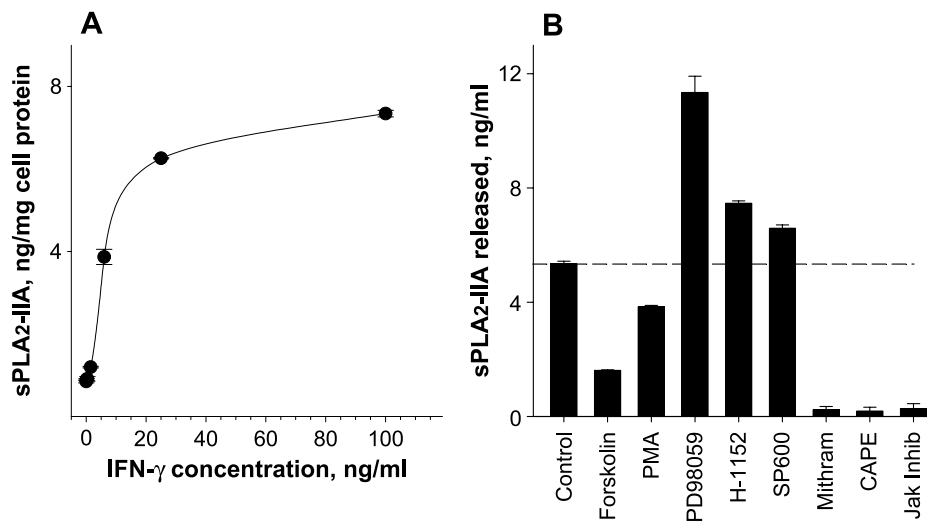 A
sPLA2-IIA, ng/mg cell protein
8
4
0
20
40
60
80
100
IFN-γ concentration, ng/ml
B
sPLA2-IIA released, ng/ml
12
8
4
0
Control
Forskolin
PMA
PD98059
H-1152
SP600
Mithram
CAPE
Jak Inhib